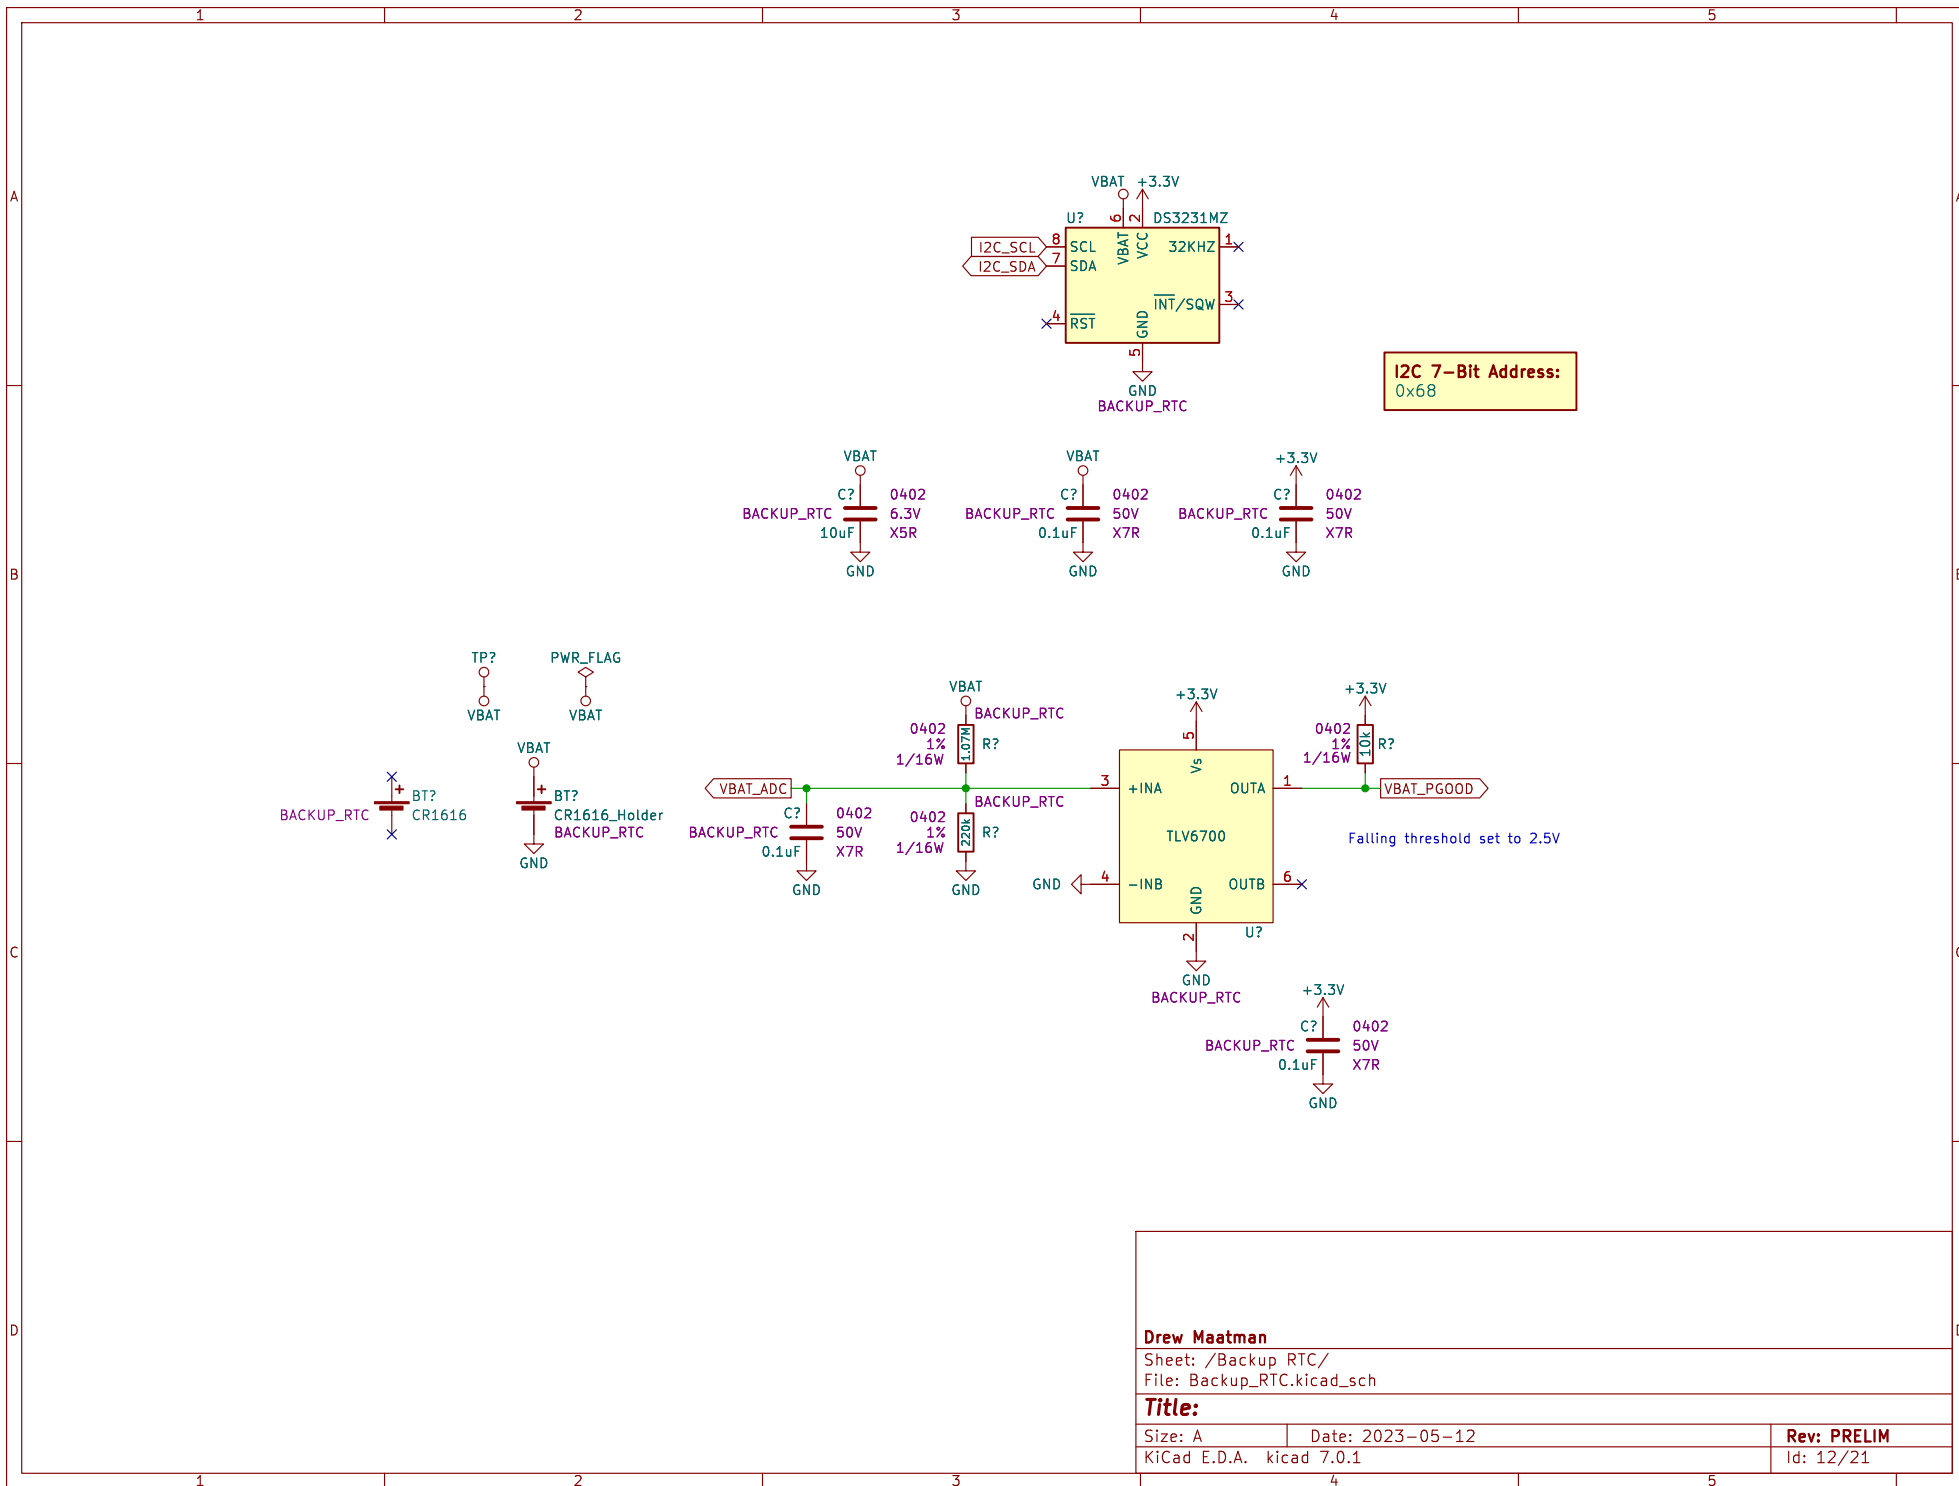 1 2 3 4 5
A
VBAT +3.3V
U? DS3231MZ
6 2
I2C_SCL 8 SCL VBAT VCC 32KHZ 1
I2C_SDA 7 SDA
INT/SQW 3
4 RST GND
5
GND
BACKUP_RTC
I2C 7-Bit Address:
0x68
VBAT
C? 0402
BACKUP_RTC 6.3V
10uF X5R
GND
VBAT
C? 0402
BACKUP_RTC 50V
0.1uF X7R
GND
+3.3V
C? 0402
BACKUP_RTC 50V
0.1uF X7R
GND
B
TP?
VBAT
PWR_FLAG
VBAT
BT?
BACKUP_RTC CR1616
VBAT
BT?
CR1616_Holder
BACKUP_RTC
GND
VBAT
BACKUP_RTC
0402
1%
1/16W
1.07M R?
VBAT_ADC
C? 0402
BACKUP_RTC 50V
0.1uF X7R
GND
BACKUP_RTC
0402
1%
1/16W
220k R?
GND
+3.3V
5
Vs
3 +INA OUTA 1
TLV6700
GND 4 -INB OUTB 6
GND
U?
2
GND
BACKUP_RTC
+3.3V
0402
1%
1/16W
10k R?
VBAT_PGOOD
Falling threshold set to 2.5V
C
+3.3V
C? 0402
BACKUP_RTC 50V
0.1uF X7R
GND
D
Drew Maatman
Sheet: /Backup RTC/
File: Backup_RTC.kicad_sch
Title:
Size: A Date: 2023-05-12 Rev: PRELIM
KiCad E.D.A. kicad 7.0.1 Id: 12/21
1 2 3 4 5